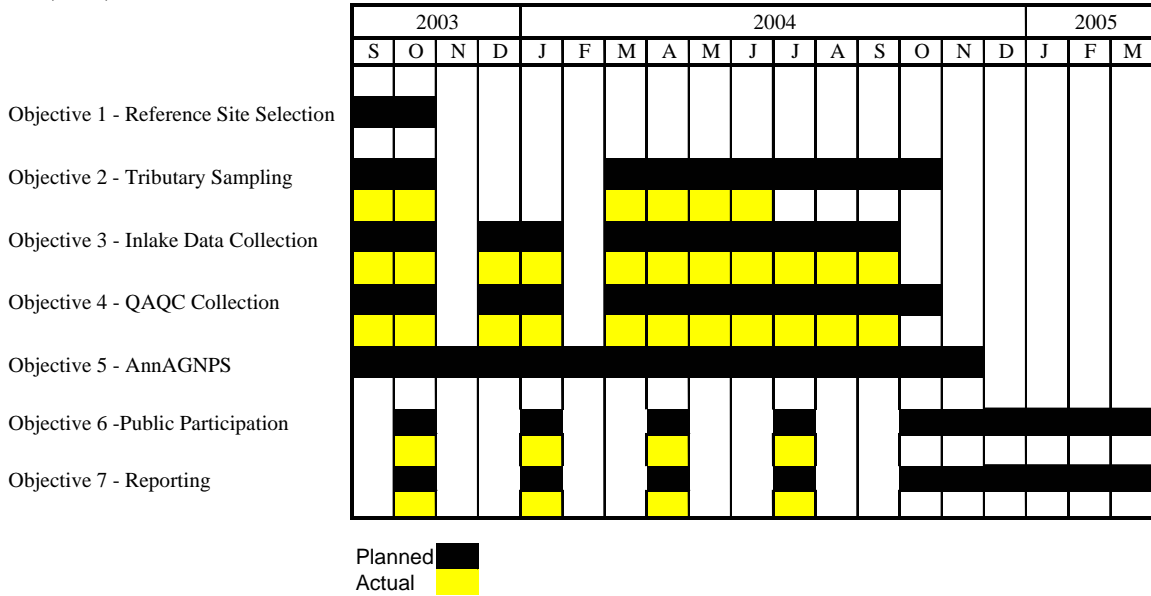 2003 2004 2005
S O N D J F M A M J J A S O N D J F M
Objective 1 - Reference Site Selection
Objective 2 - Tributary Sampling
Objective 3 - Inlake Data Collection
Objective 4 - QAQC Collection
Objective 5 - AnnAGNPS
Objective 6 -Public Participation
Objective 7 - Reporting
Planned
Actual